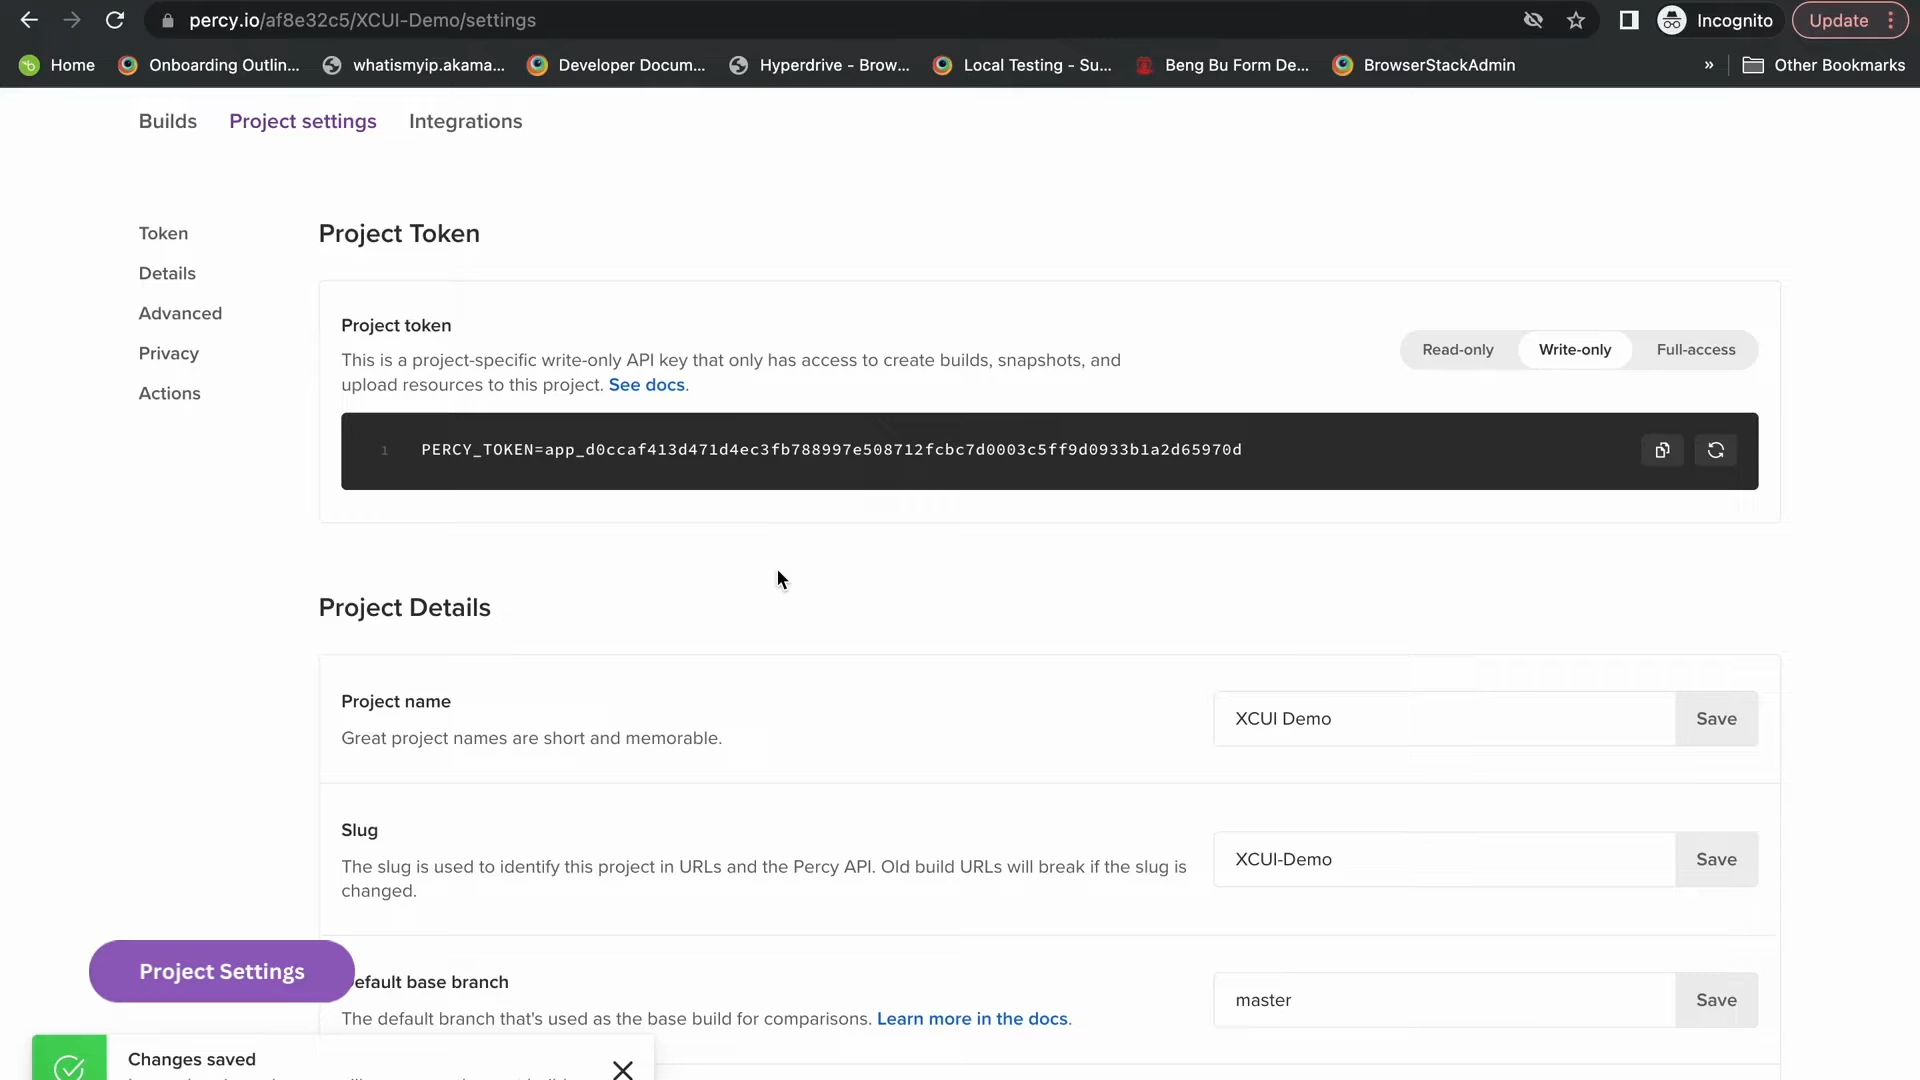 percy.io/af8e32c5/XCUI-Demo/settings
Incognito
Update
Home
Onboarding Outlin...
whatismyip.akama...
Developer Docum...
Hyperdrive - Brow...
Local Testing - Su...
Beng Bu Form De...
BrowserStackAdmin
»
Other Bookmarks
Builds
Project settings
Integrations
Token
Details
Advanced
Privacy
Actions
Project Token
Project token
This is a project-specific write-only API key that only has access to create builds, snapshots, and
upload resources to this project. See docs.
Read-only
Write-only
Full-access
1 PERCY_TOKEN=app_d0ccaf413d471d4ec3fb788997e508712fcbc7d0003c5ff9d0933b1a2d65970d
Project Details
Project name
Great project names are short and memorable.
XCUI Demo
Save
Slug
The slug is used to identify this project in URLs and the Percy API. Old build URLs will break if the slug is
changed.
XCUI-Demo
Save
Project Settings
efault base branch
The default branch that's used as the base build for comparisons. Learn more in the docs.
master
Save
Changes saved